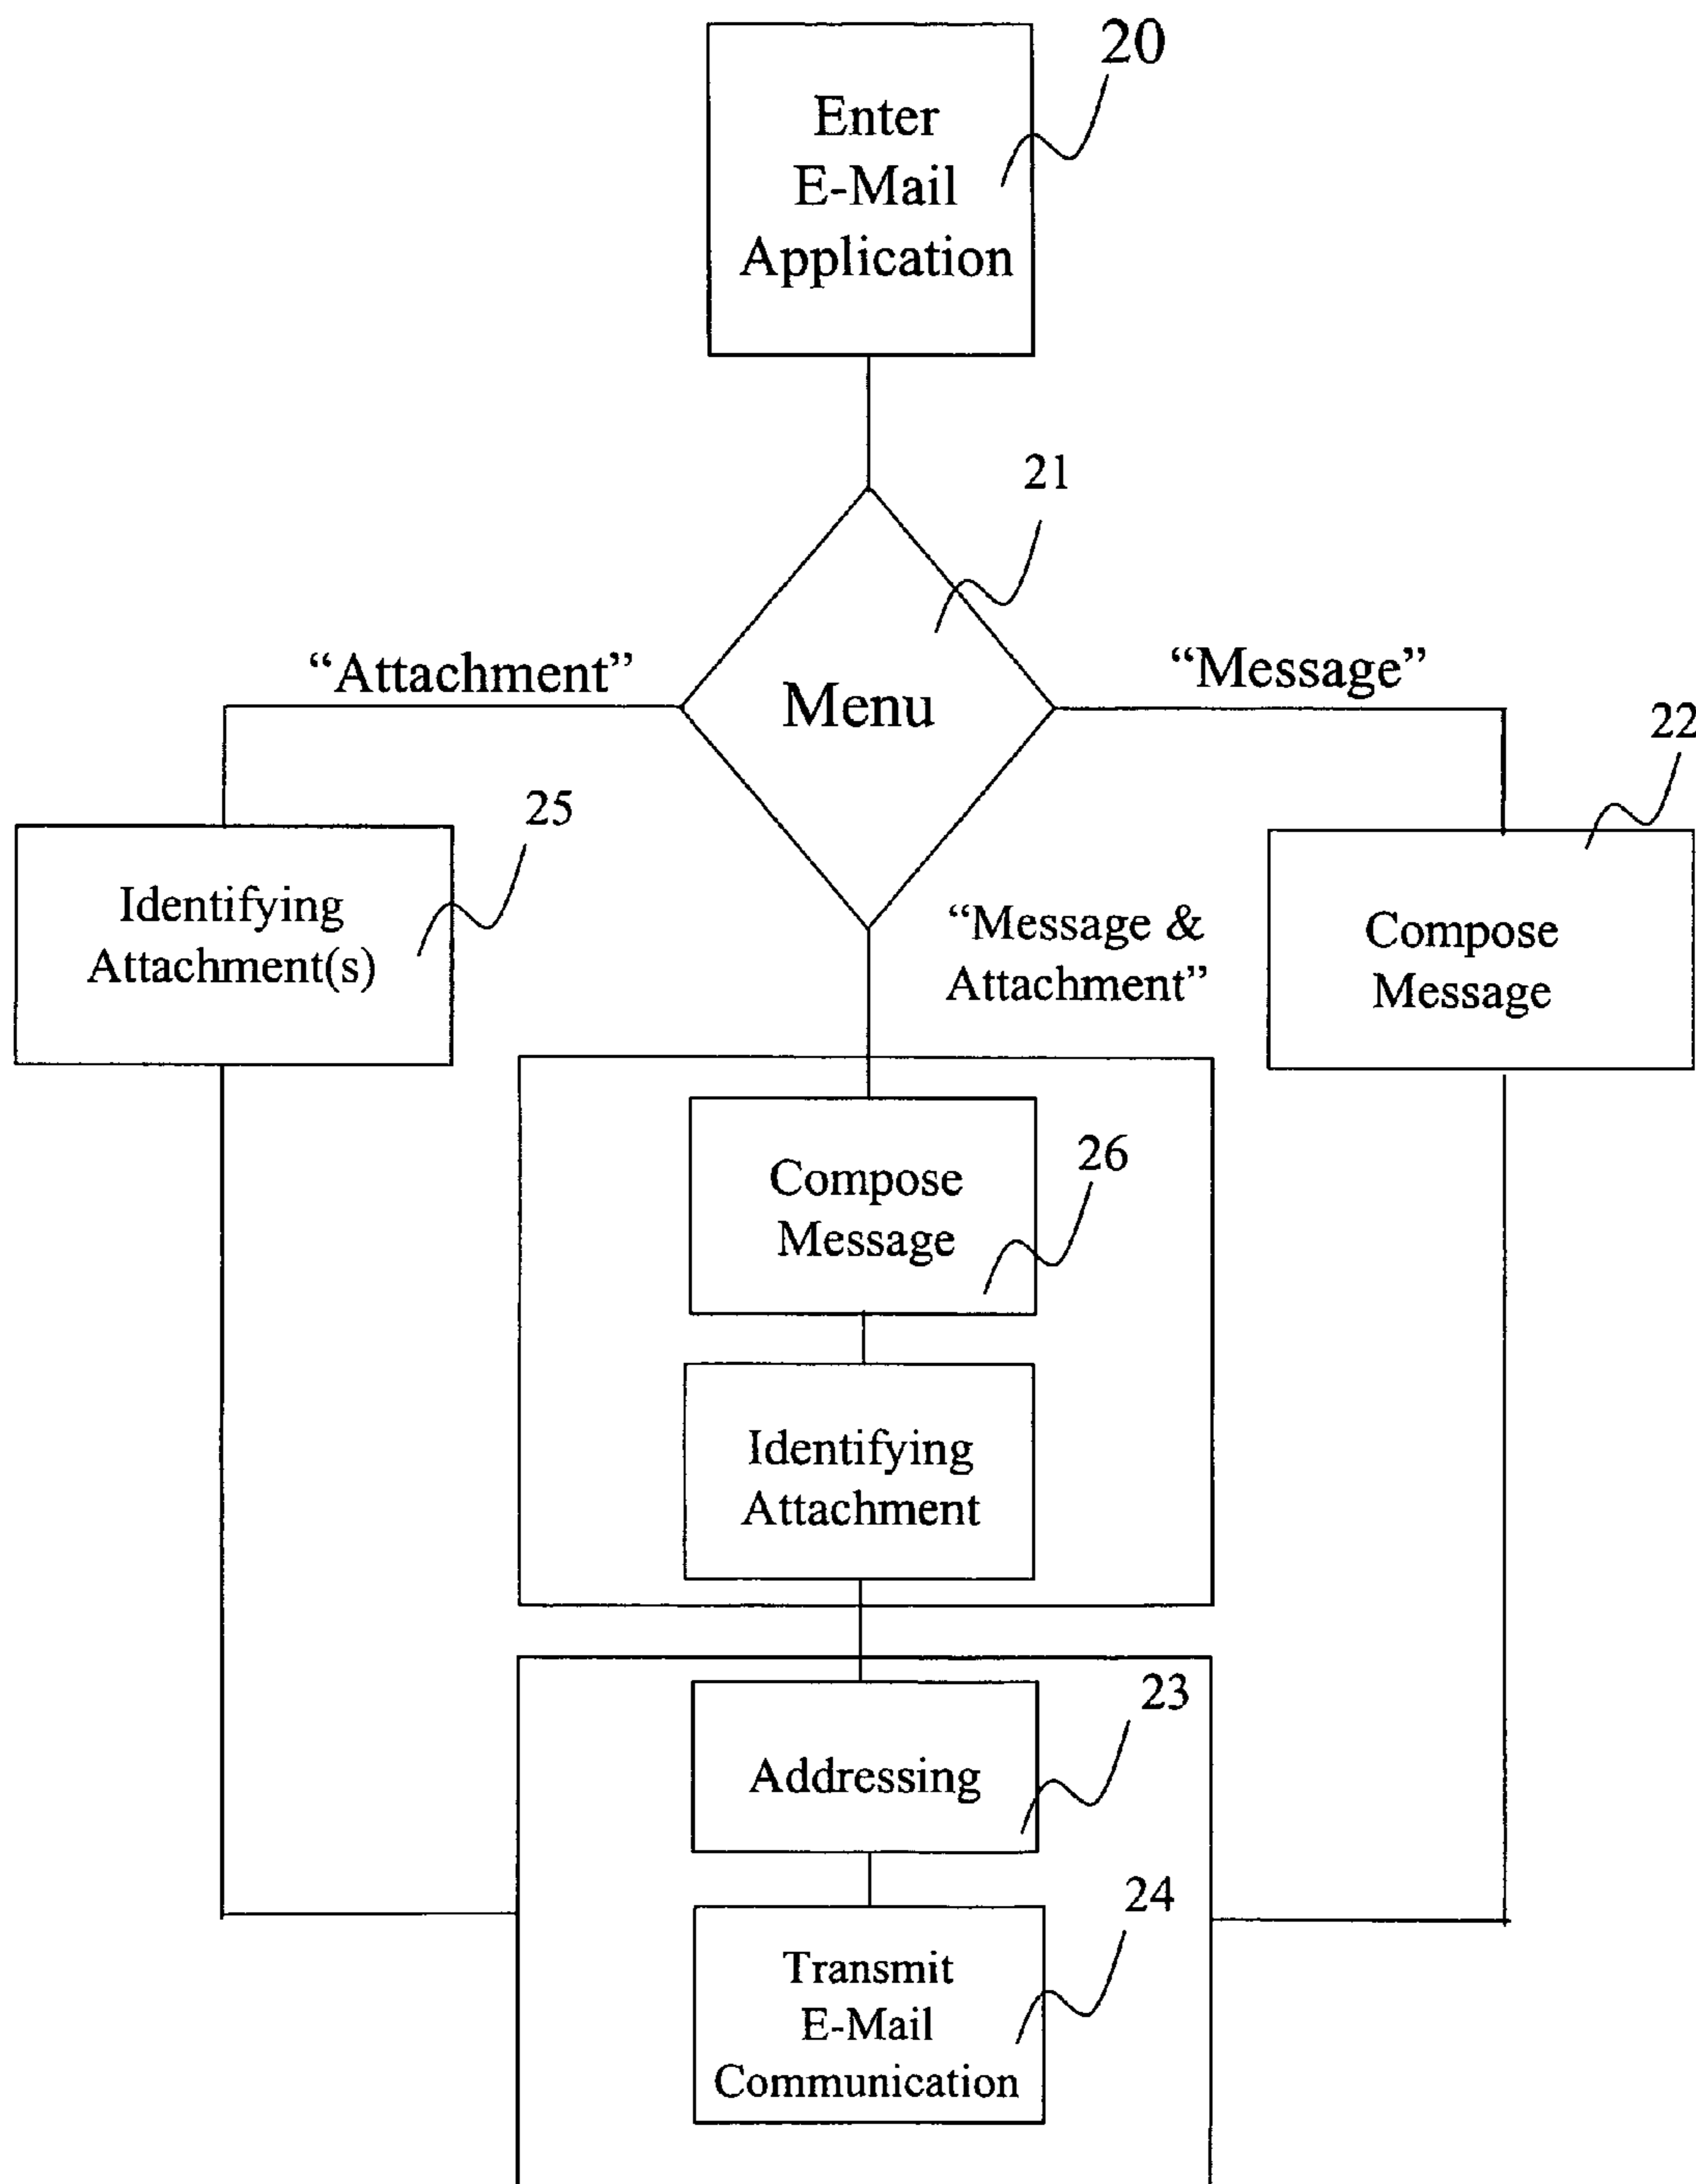 20
Enter
E-Mail
Application
21
“Attachment”
“Message”
Menu
22
25
Identifying
Attachment(s)
“Message &
Attachment”
Compose
Message
26
Compose
Message
Identifying
Attachment
23
Addressing
24
Transmit
E-Mail
Communication